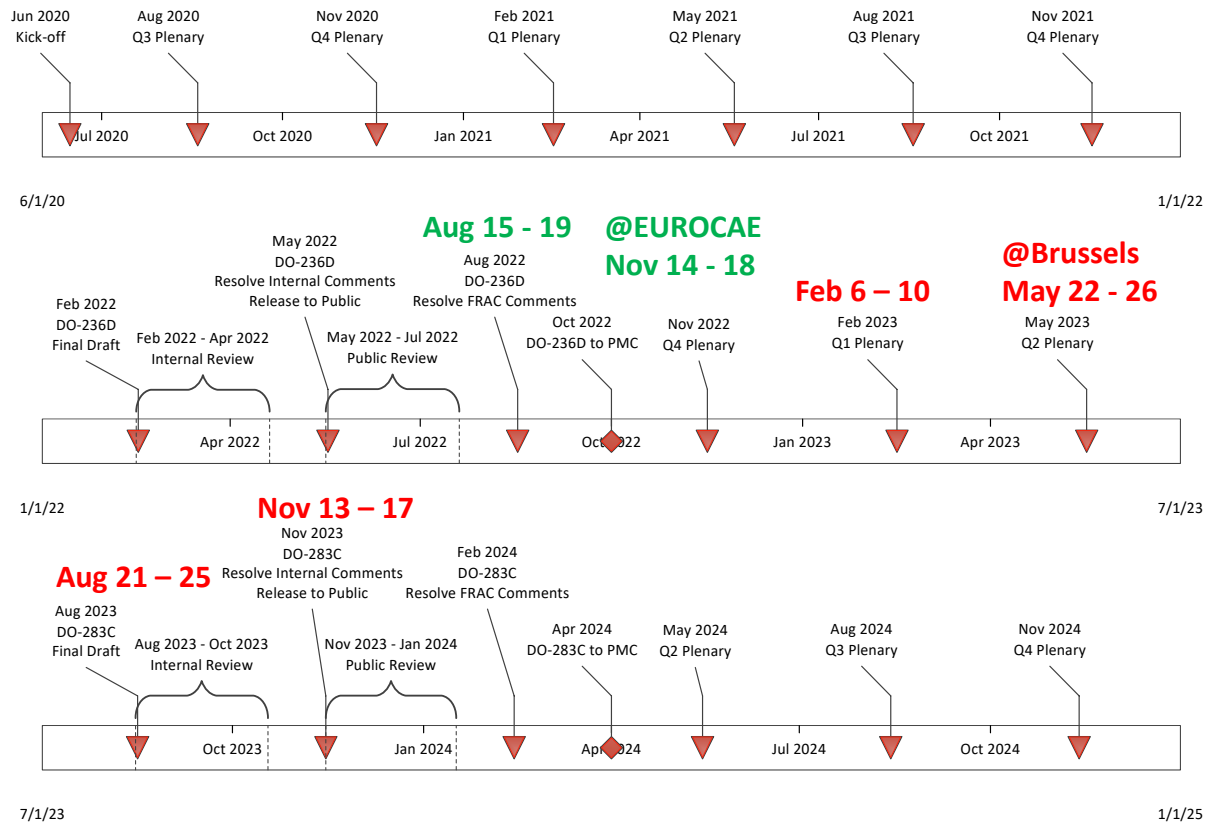 Jun 2020
Kick-off
Aug 2020
Q3 Plenary
Nov 2020
Q4 Plenary
Feb 2021
Q1 Plenary
May 2021
Q2 Plenary
Aug 2021
Q3 Plenary
Nov 2021
Q4 Plenary
Jul 2020
Oct 2020
Jan 2021
Apr 2021
Jul 2021
Oct 2021
6/1/20
1/1/22
Aug 15 - 19
@EUROCAE
Nov 14 - 18
Feb 6 – 10
@Brussels
May 22 - 26
Feb 2022
DO-236D
Final Draft
Feb 2022 - Apr 2022
Internal Review
May 2022
DO-236D
Resolve Internal Comments
Release to Public
May 2022 - Jul 2022
Public Review
Aug 2022
DO-236D
Resolve FRAC Comments
Oct 2022
DO-236D to PMC
Nov 2022
Q4 Plenary
Feb 2023
Q1 Plenary
May 2023
Q2 Plenary
Apr 2022
Jul 2022
Oct 2022
Jan 2023
Apr 2023
1/1/22
7/1/23
Aug 21 – 25
Nov 13 – 17
Aug 2023
DO-283C
Final Draft
Aug 2023 - Oct 2023
Internal Review
Nov 2023
DO-283C
Resolve Internal Comments
Release to Public
Nov 2023 - Jan 2024
Public Review
Feb 2024
DO-283C
Resolve FRAC Comments
Apr 2024
DO-283C to PMC
May 2024
Q2 Plenary
Aug 2024
Q3 Plenary
Nov 2024
Q4 Plenary
Oct 2023
Jan 2024
Apr 2024
Jul 2024
Oct 2024
7/1/23
1/1/25